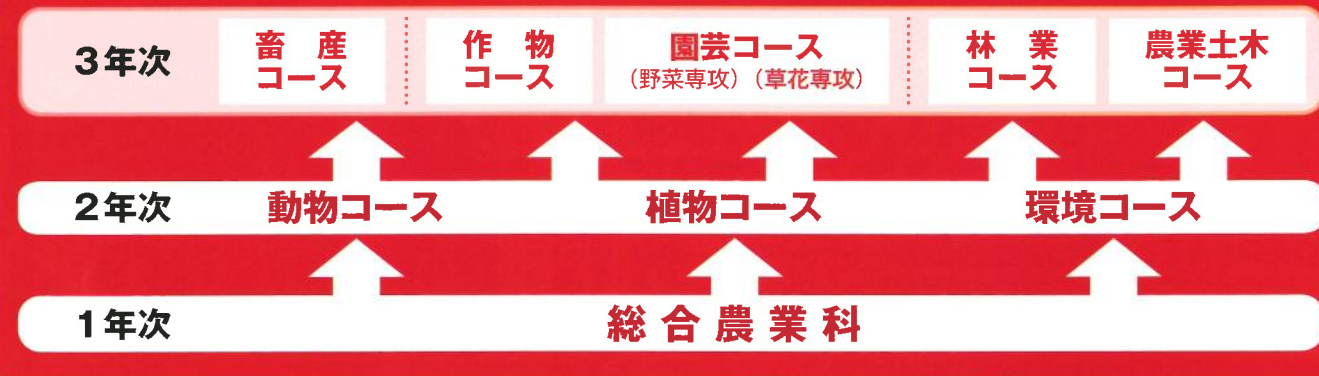 3年次
畜 産
コース
作 物
コース
園芸コース
(野菜専攻)(草花専攻)
林 業
コース
農業土木
コース
2年次
動物コース
植物コース
環境コース
1年次
総合農業科